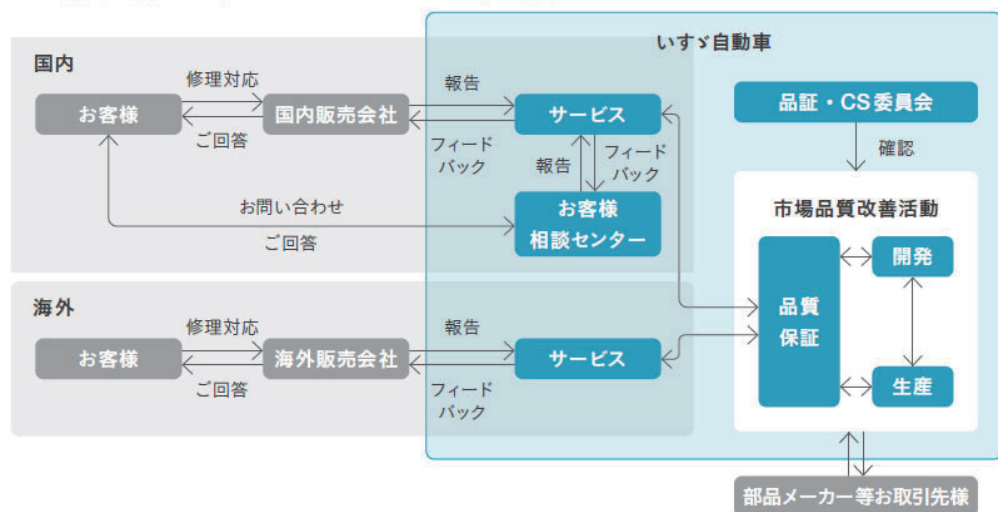 いすゞ自動車
国内
お客様
修理対応
ご回答
国内販売会社
報告
フィード
バック
サービス
報告
フィード
バック
お問い合わせ
ご回答
お客様
相談センター
海外
お客様
修理対応
ご回答
海外販売会社
報告
フィード
バック
サービス
品証・CS委員会
確認
市場品質改善活動
品質
保証
開発
生産
部品メーカー等お取引先様